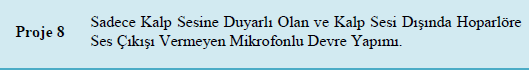 Proje 8
Sadece Kalp Sesine Duyarlı Olan ve Kalp Sesi Dışında Hoparlöre
Ses Çıkışı Vermeyen Mikrofonlu Devre Yapımı.